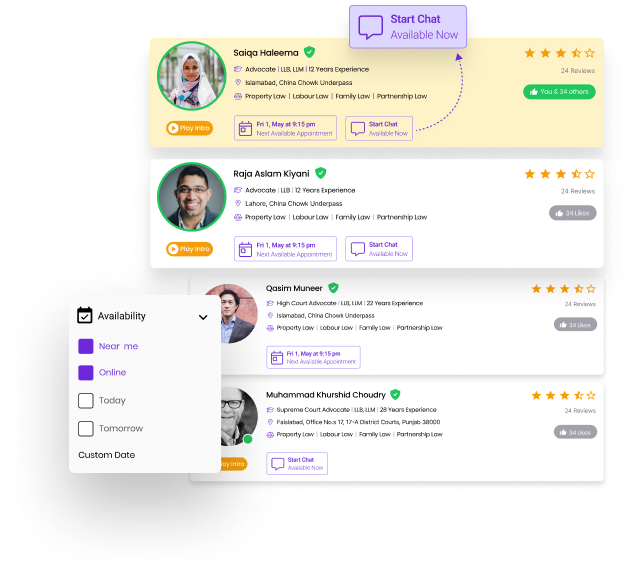 Start Chat
Available Now
Saiqa Haleema
Advocate | LLB, LLM | 12 Years Experience
Islamabad, China Chowk Underpass
Property Law | Labour Law | Family Law | Partnership Law
24 Reviews
You & 34 others
Play Intro
Fri 1, May at 9:15 pm
Next Available Appointment
Start Chat
Available Now
Raja Aslam Kiyani
Advocate | LLB | 12 Years Experience
Lahore, China Chowk Underpass
Property Law | Labour Law | Family Law | Partnership Law
24 Reviews
34 Likes
Play Intro
Fri 1, May at 9:15 pm
Next Available Appointment
Start Chat
Available Now
Qasim Muneer
High Court Advocate | LLB, LLM | 22 Years Experience
Islamabad, China Chowk Underpass
Property Law | Labour Law | Family Law | Partnership Law
24 Reviews
34 Likes
Fri 1, May at 9:15 pm
Next Available Appointment
Availability
Near me
Online
Today
Tomorrow
Custom Date
Muhammad Khurshid Choudry
Supreme Court Advocate | LLB, LLM | 28 Years Experience
Faislabad, Office No.s 17, 17-A District Courts, Punjab 38000
Property Law | Labour Law | Family Law | Partnership Law
24 Reviews
34 Likes
Intro
Start Chat
Available Now